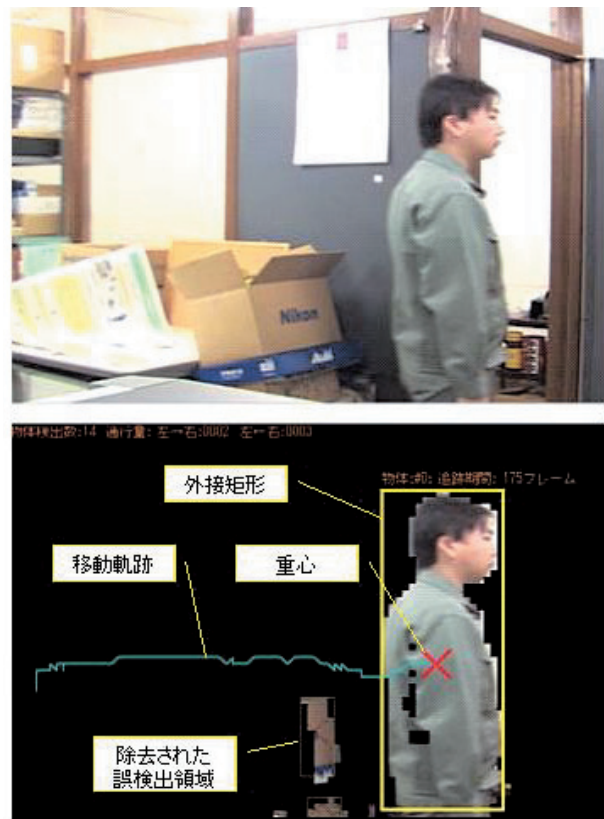 Nikon
Asahi
物体検出数:14 通行量: 左→右:0002 左←右:0003
物体:#0: 追跡期間: 175フレーム
外接矩形
移動軌跡
重心
除去された
誤検出領域